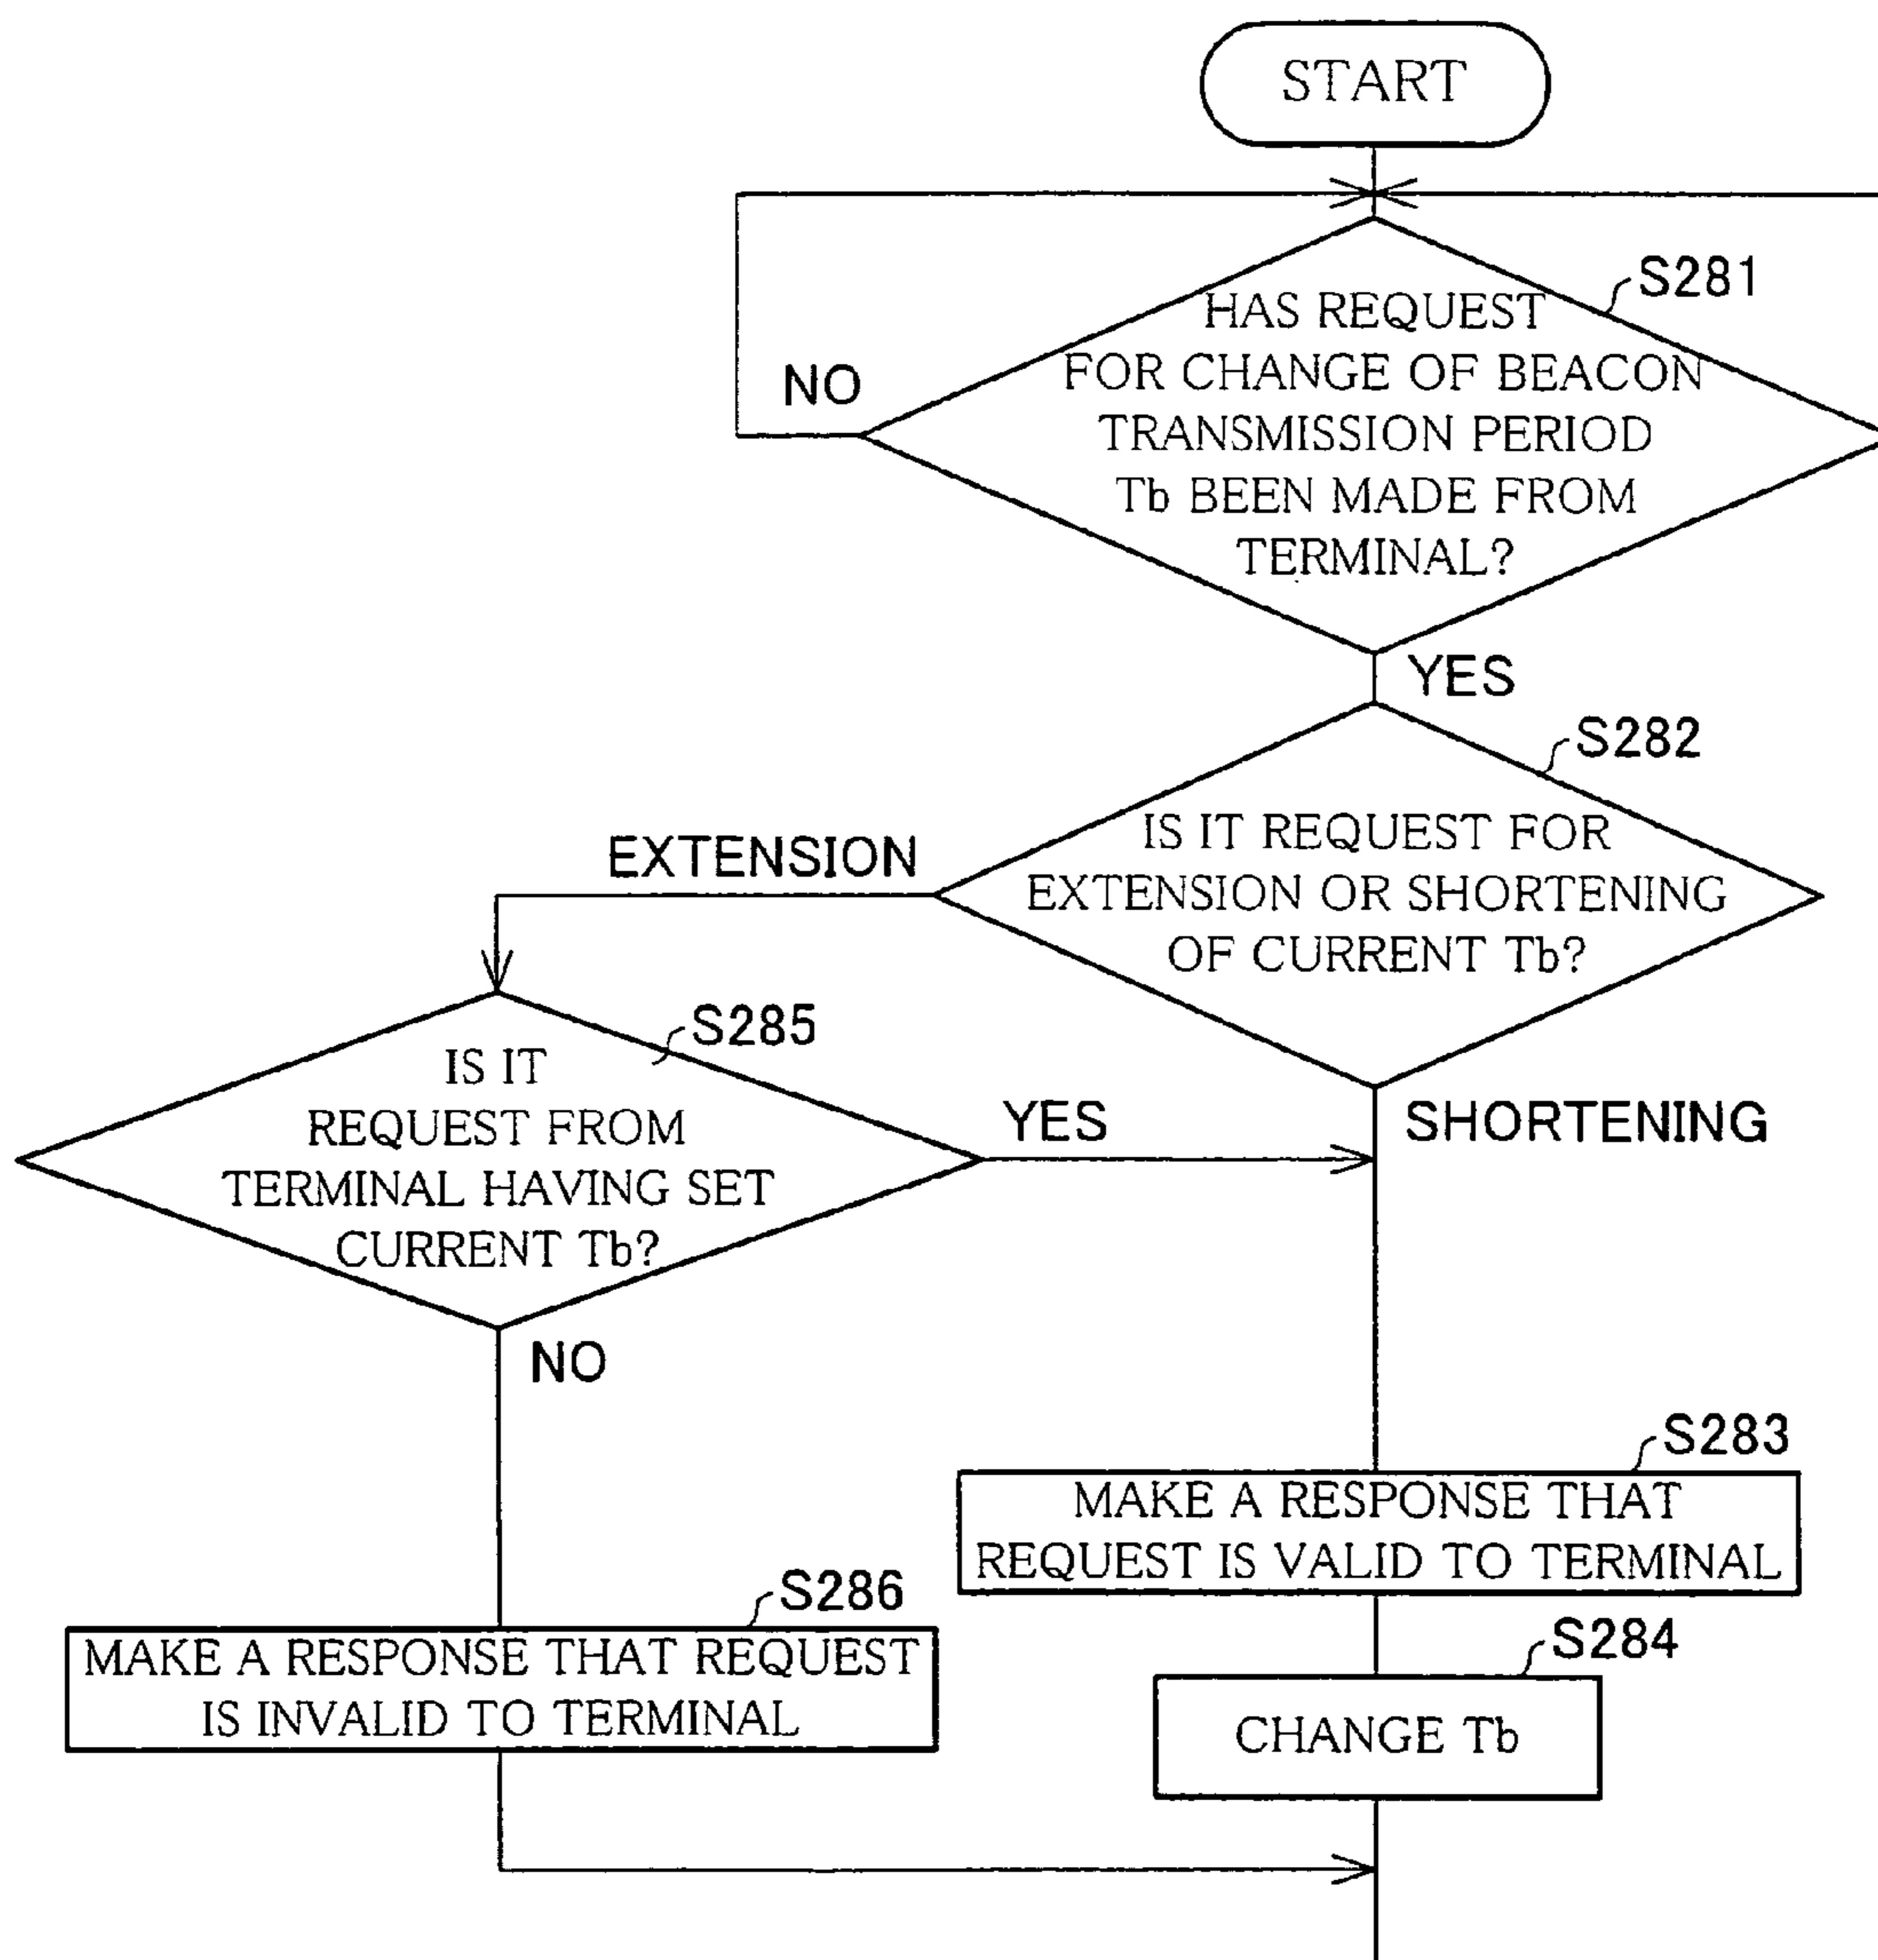 START
S281
HAS REQUEST
FOR CHANGE OF BEACON
TRANSMISSION PERIOD
Tb BEEN MADE FROM
TERMINAL?
NO
YES
S282
IS IT REQUEST FOR
EXTENSION OR SHORTENING
OF CURRENT Tb?
EXTENSION
SHORTENING
S285
IS IT
REQUEST FROM
TERMINAL HAVING SET
CURRENT Tb?
YES
NO
S283
MAKE A RESPONSE THAT
REQUEST IS VALID TO TERMINAL
S286
MAKE A RESPONSE THAT REQUEST
IS INVALID TO TERMINAL
S284
CHANGE Tb